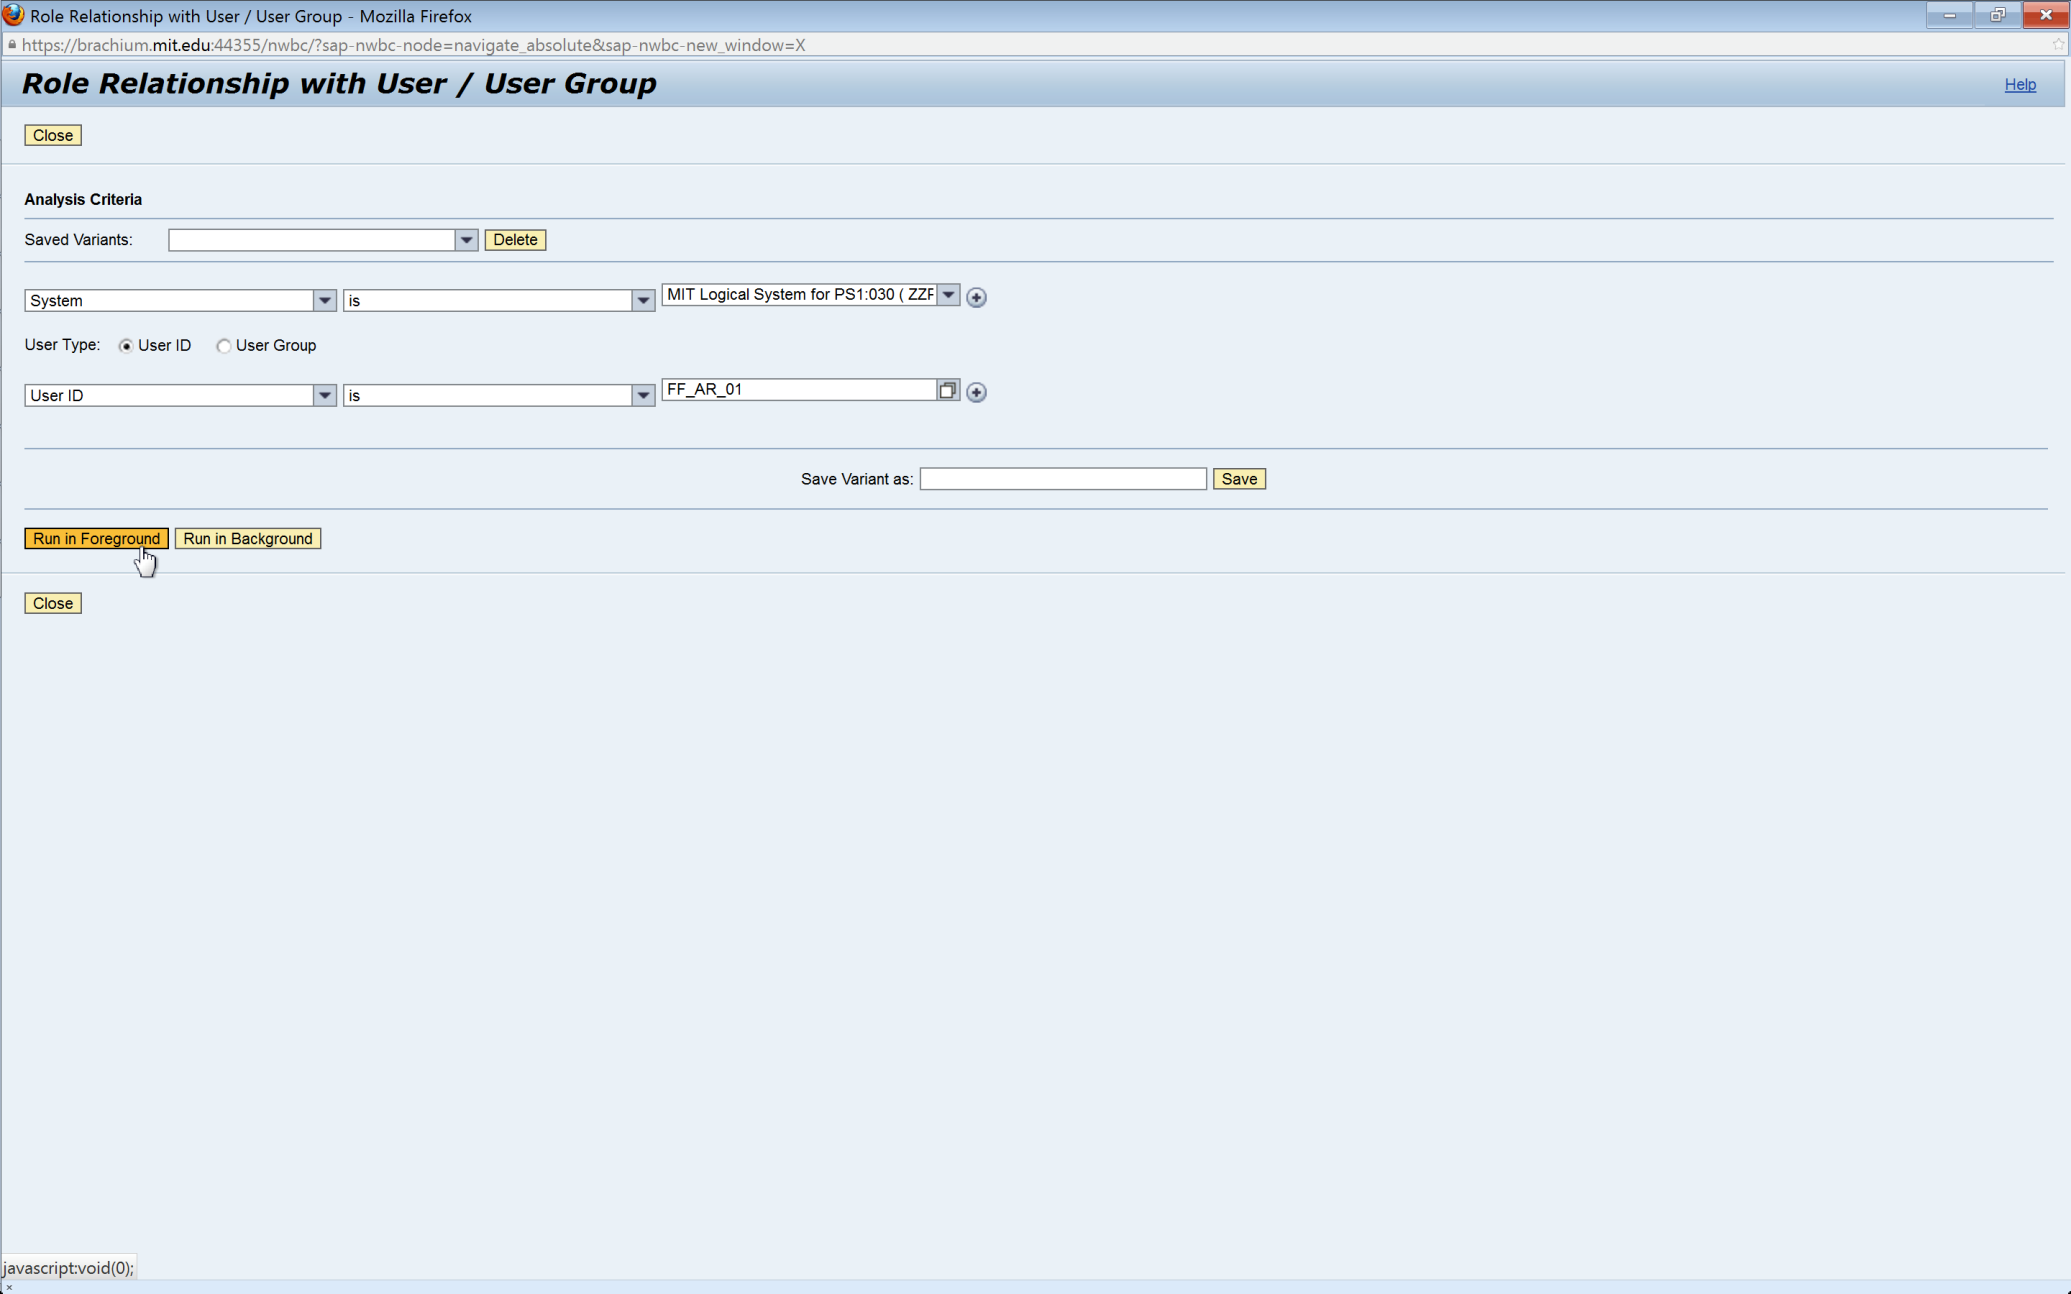 Role Relationship with User / User Group - Mozilla Firefox
https://brachium.mit.edu:44355/nwbc/?sap-nwbc-node=navigate_absolute&sap-nwbc-new_window=X
Role Relationship with User / User Group
Help
Close
Analysis Criteria
Saved Variants: Delete
System is MIT Logical System for PS1:030 ( ZZF
User Type: User ID User Group
User ID is FF_AR_01
Save Variant as: Save
Run in Foreground Run in Background
Close
javascript:void(0);